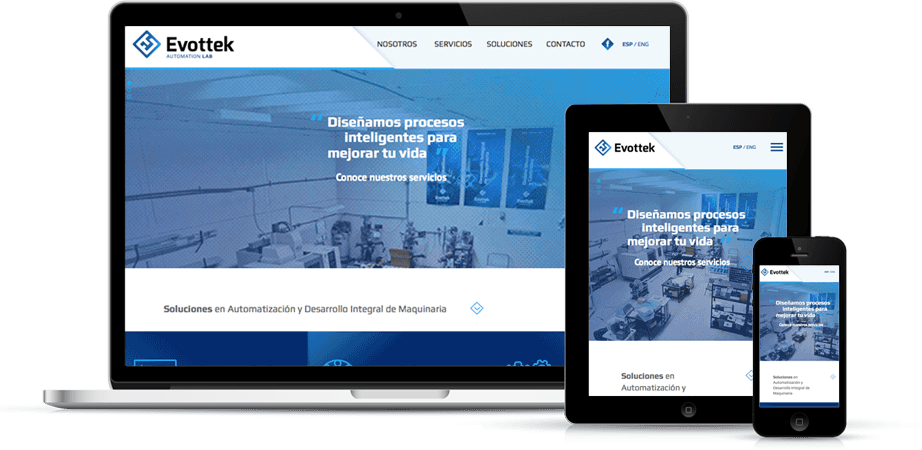 Evottek
AUTOMATION LAB
NOSOTROS SERVICIOS SOLUCIONES CONTACTO ESP / ENG
“Diseñamos procesos
inteligentes para
mejorar tu vida”
Conoce nuestros servicios
Soluciones en Automatización y Desarrollo Integral de Maquinaria
Evottek
ESP / ENG
“Diseñamos procesos
inteligentes para
mejorar tu vida”
Conoce nuestros servicios
Soluciones en
Automatización y
Evottek
Diseñamos procesos
inteligentes para
mejorar tu vida
Conoce nuestros servicios
Soluciones en
Automatización y
Desarrollo Integral de
Maquinaria